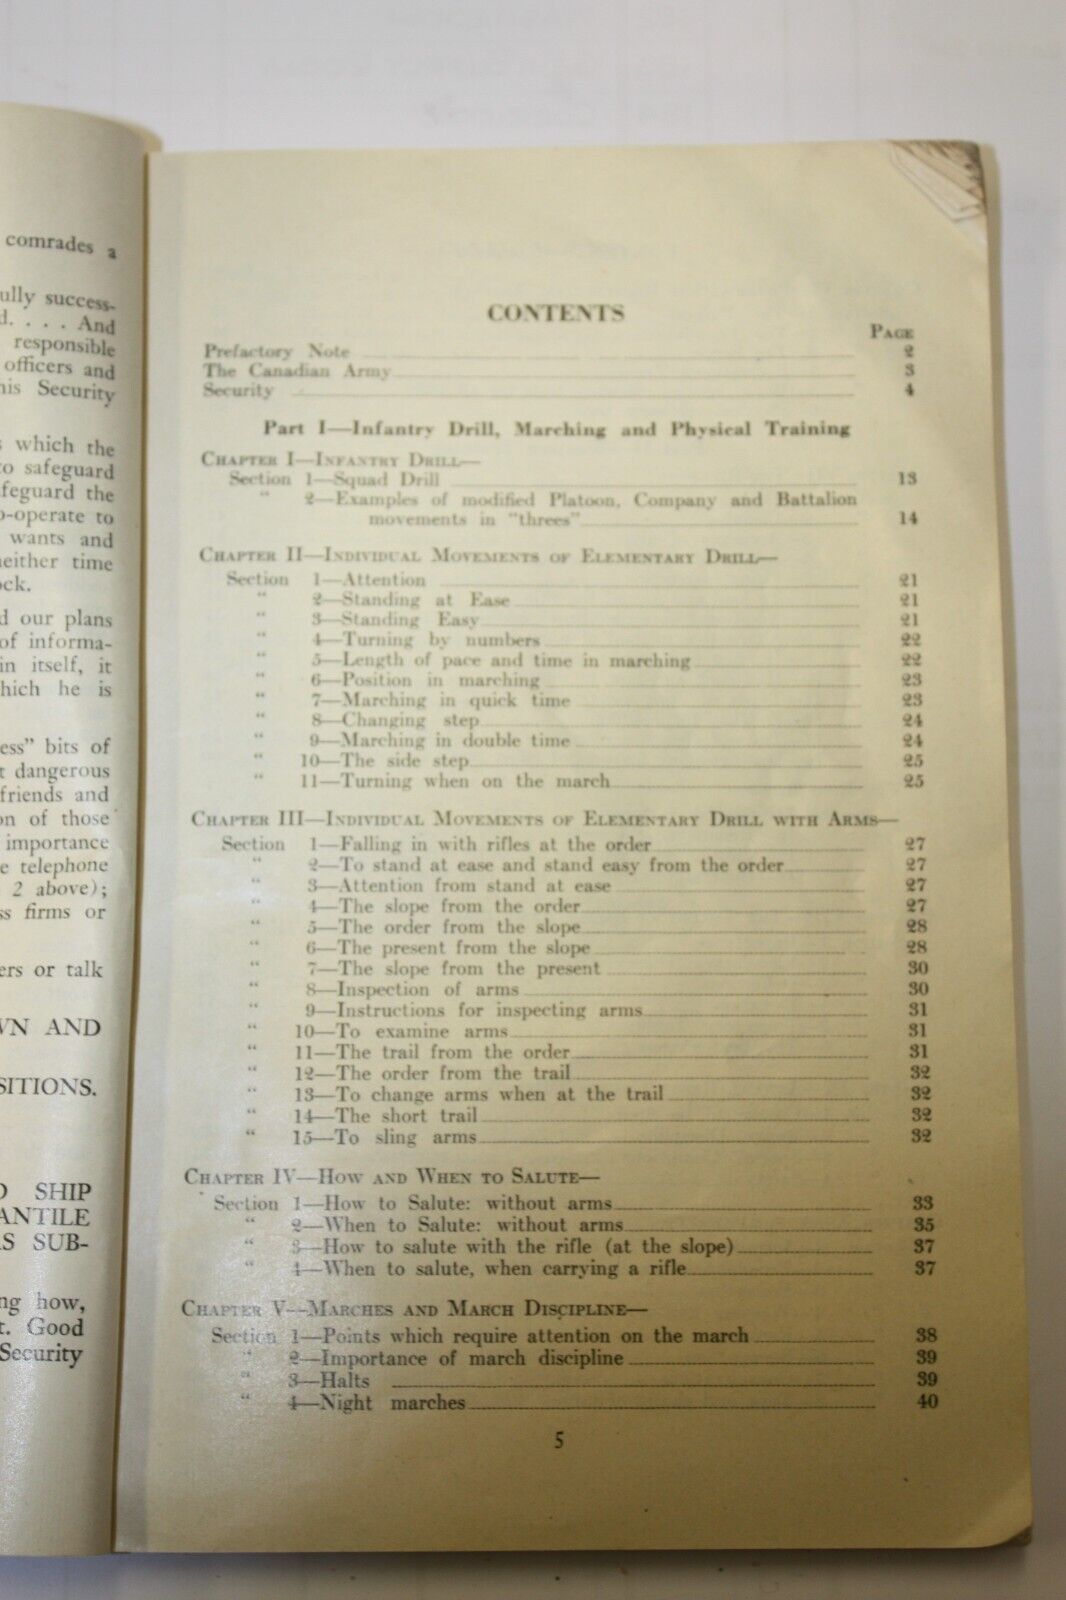 comrades a
ully success-
d. . . . And
responsible
officers and
his Security
s which the
to safeguard
afeguard the
o-operate to
wants and
neither time
ock.
d our plans
of informa-
in itself, it
which he is
ess" bits of
t dangerous
friends and
on of those
importance
e telephone
2 above);
ss firms or
ers or talk
WN AND
SITIONS.
SHIP
ANTILE
AS SUB-
ng how,
t. Good
Security
CONTENTS
PAGE
Prefactory Note 2
The Canadian Army 3
Security 4
Part I—Infantry Drill, Marching and Physical Training
CHAPTER I—INFANTRY DRILL—
Section 1—Squad Drill 13
" 2—Examples of modified Platoon, Company and Battalion
movements in "threes" 14
CHAPTER II—INDIVIDUAL MOVEMENTS OF ELEMENTARY DRILL—
Section 1—Attention 21
" 2—Standing at Ease 21
" 3—Standing Easy 21
" 4—Turning by numbers 22
" 5—Length of pace and time in marching 22
" 6—Position in marching 23
" 7—Marching in quick time 23
" 8—Changing step 24
" 9—Marching in double time 24
" 10—The side step 25
" 11—Turning when on the march 25
CHAPTER III—INDIVIDUAL MOVEMENTS OF ELEMENTARY DRILL WITH ARMS—
Section 1—Falling in with rifles at the order 27
" 2—To stand at ease and stand easy from the order 27
" 3—Attention from stand at ease 27
" 4—The slope from the order 27
" 5—The order from the slope 28
" 6—The present from the slope 28
" 7—The slope from the present 30
" 8—Inspection of arms 30
" 9—Instructions for inspecting arms 31
" 10—To examine arms 31
" 11—The trail from the order 31
" 12—The order from the trail 32
" 13—To change arms when at the trail 32
" 14—The short trail 32
" 15—To sling arms 32
CHAPTER IV—HOW AND WHEN TO SALUTE—
Section 1—How to Salute: without arms 33
" 2—When to Salute: without arms 35
" 3—How to salute with the rifle (at the slope) 37
" 4—When to salute, when carrying a rifle 37
CHAPTER V—MARCHES AND MARCH DISCIPLINE—
Section 1—Points which require attention on the march 38
" 2—Importance of march discipline 39
" 3—Halts 39
" 4—Night marches 40
5